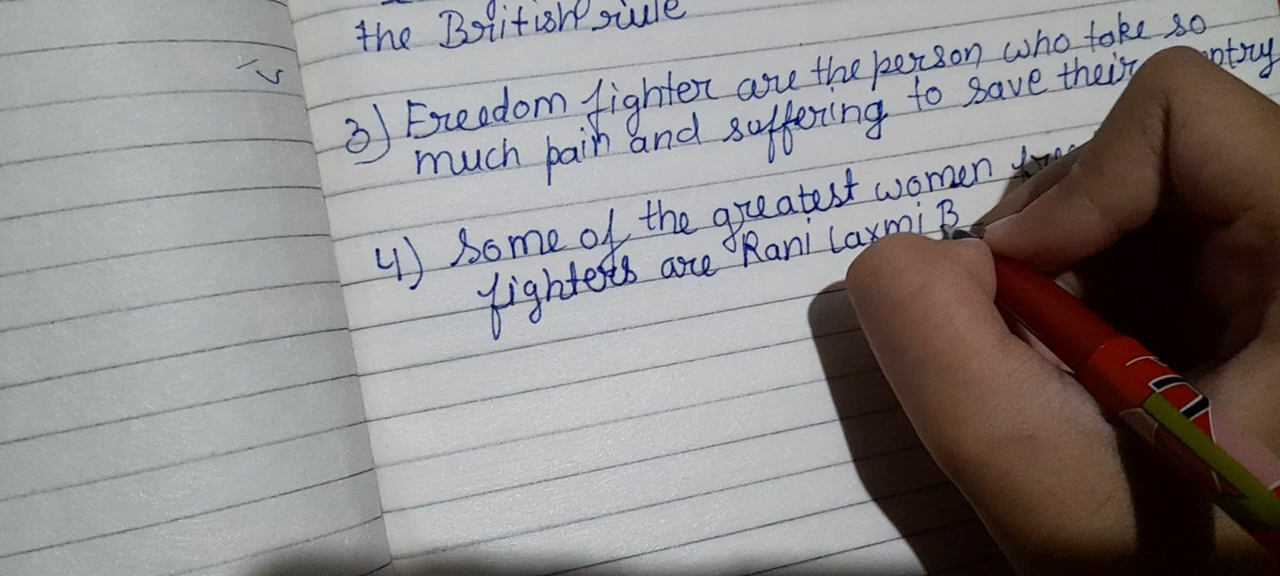 the British rule
3) Freedom fighter are the person who take so
much pain and suffering to save their
4) Some of the greatest women
fighters are Rani Laxmi B